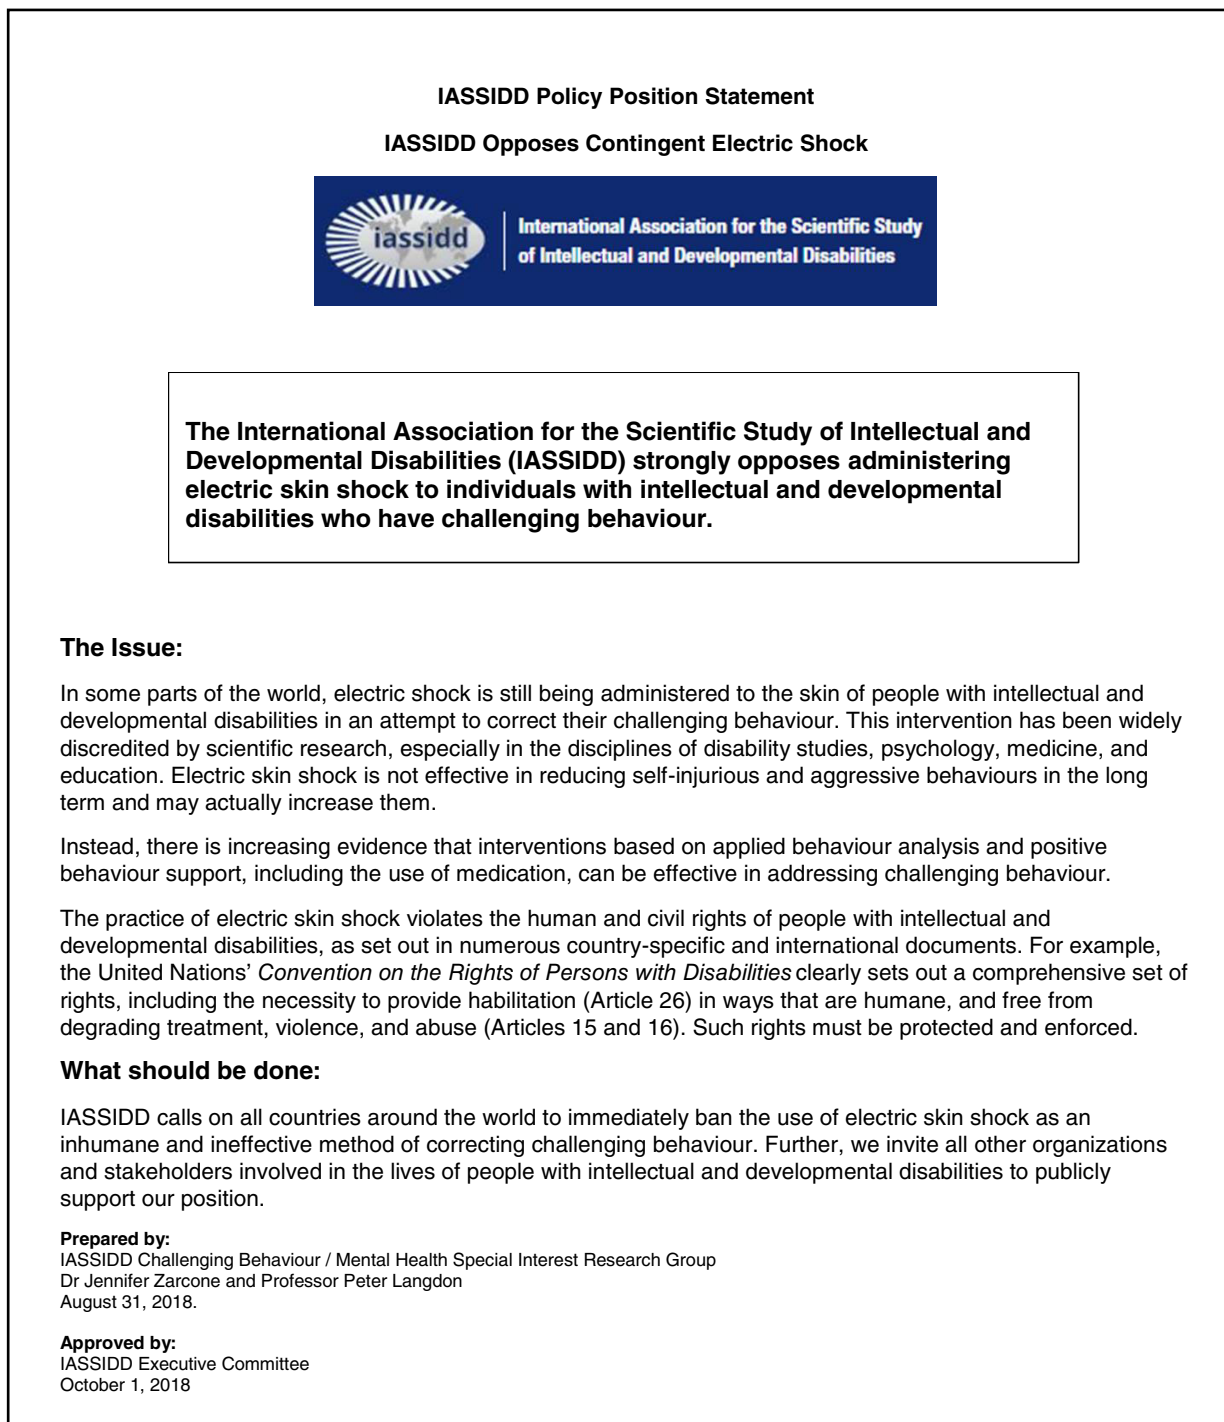 IASSIDD Policy Position Statement
IASSIDD Opposes Contingent Electric Shock
iassidd
International Association for the Scientific Study
of Intellectual and Developmental Disabilities
The International Association for the Scientific Study of Intellectual and
Developmental Disabilities (IASSIDD) strongly opposes administering
electric skin shock to individuals with intellectual and developmental
disabilities who have challenging behaviour.
The Issue:
In some parts of the world, electric shock is still being administered to the skin of people with intellectual and
developmental disabilities in an attempt to correct their challenging behaviour. This intervention has been widely
discredited by scientific research, especially in the disciplines of disability studies, psychology, medicine, and
education. Electric skin shock is not effective in reducing self-injurious and aggressive behaviours in the long
term and may actually increase them.
Instead, there is increasing evidence that interventions based on applied behaviour analysis and positive
behaviour support, including the use of medication, can be effective in addressing challenging behaviour.
The practice of electric skin shock violates the human and civil rights of people with intellectual and
developmental disabilities, as set out in numerous country-specific and international documents. For example,
the United Nations' Convention on the Rights of Persons with Disabilities clearly sets out a comprehensive set of
rights, including the necessity to provide habilitation (Article 26) in ways that are humane, and free from
degrading treatment, violence, and abuse (Articles 15 and 16). Such rights must be protected and enforced.
What should be done:
IASSIDD calls on all countries around the world to immediately ban the use of electric skin shock as an
inhumane and ineffective method of correcting challenging behaviour. Further, we invite all other organizations
and stakeholders involved in the lives of people with intellectual and developmental disabilities to publicly
support our position.
Prepared by:
IASSIDD Challenging Behaviour / Mental Health Special Interest Research Group
Dr Jennifer Zarcone and Professor Peter Langdon
August 31, 2018.
Approved by:
IASSIDD Executive Committee
October 1, 2018